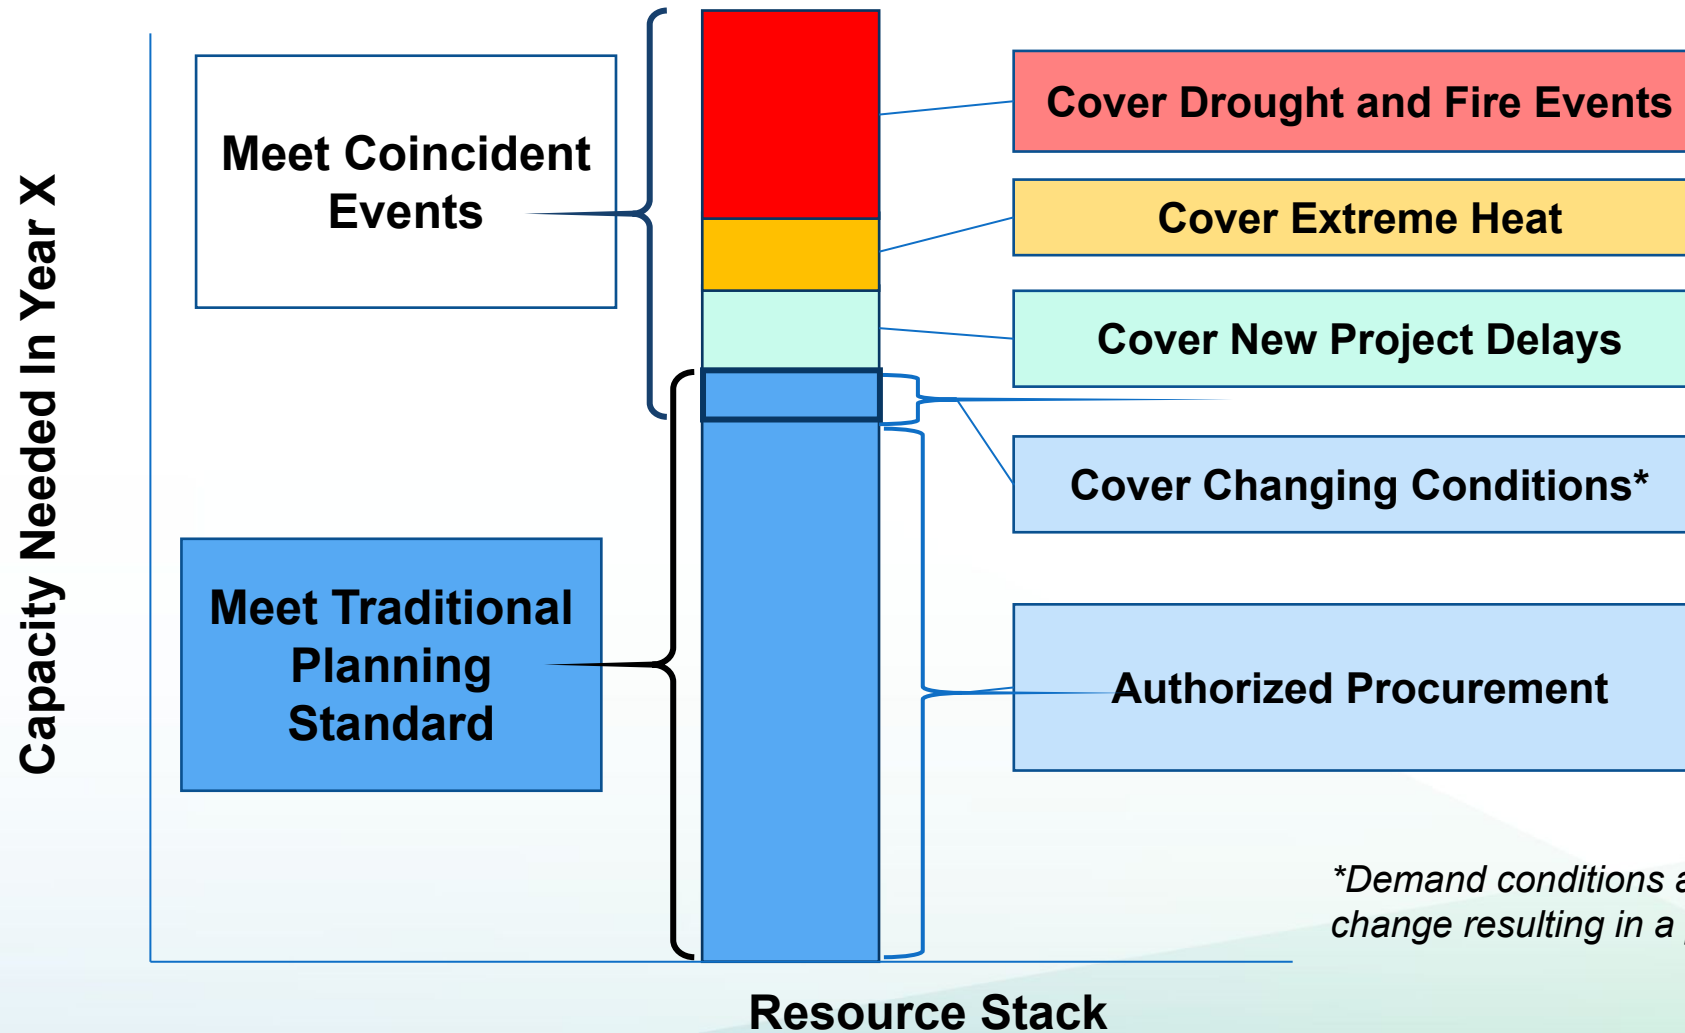 Capacity Needed In Year X
Meet Coincident
Events
Meet Traditional
Planning
Standard
Cover Drought and Fire Events
Cover Extreme Heat
Cover New Project Delays
Cover Changing Conditions*
Authorized Procurement
*Demand conditions
change resulting in a
Resource Stack